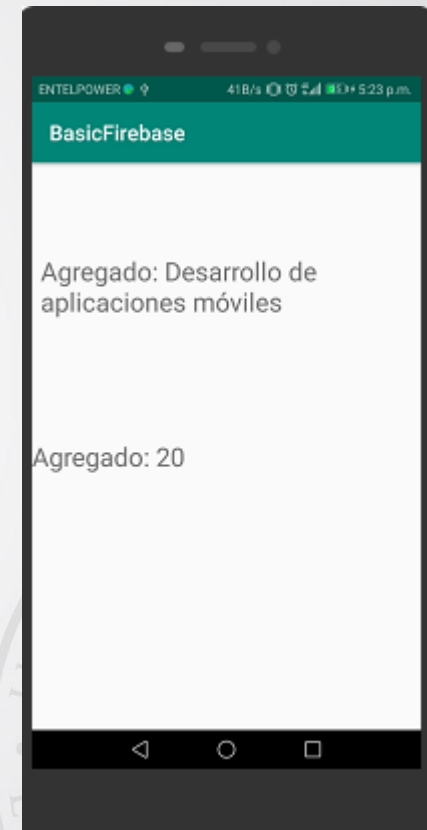 ENTELPOWER 41B/s 5:23 p.m.
BasicFirebase
Agregado: Desarrollo de
aplicaciones móviles
Agregado: 20